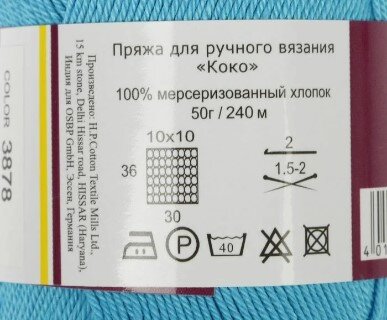 Пряжа для ручного вязания
«Коко»
100% мерсеризованный хлопок
50г / 240 м
10x10
36
30
2
1.5-2
P
40
COLOR 3878
Произведено: H.P.Cotton Textile Mills Ltd.,
15 km stone, Delhi Hissar road, HISSAR (Haryana),
Индия для OSBP GmbH, Эссен, Германия